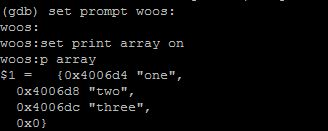 (gdb) set prompt woos:
woos:
woos:set print array on
woos:p array
$1 =   {0x4006d4 "one",
  0x4006d8 "two",
  0x4006dc "three",
  0x0}